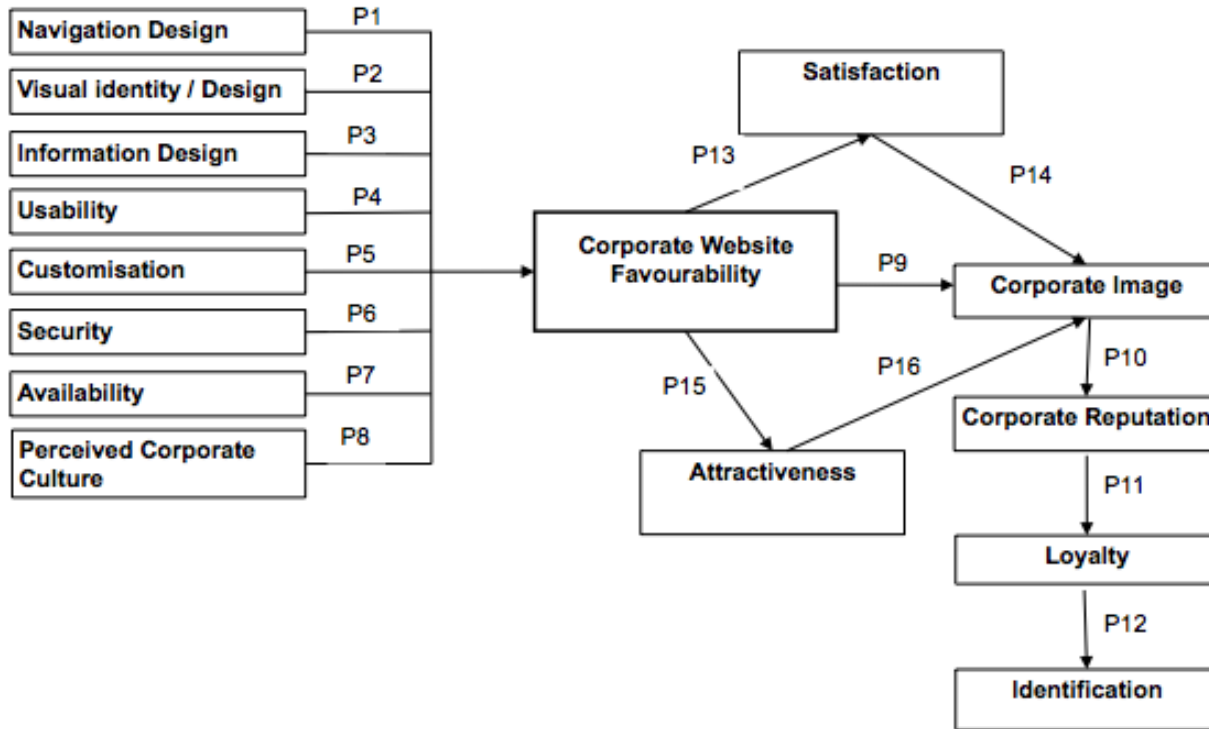 Navigation Design
P1
Visual identity / Design
P2
Information Design
P3
Usability
P4
Customisation
P5
Security
P6
Availability
P7
Perceived Corporate
Culture
P8
Corporate Website
Favourability
P13
Satisfaction
P14
P9
Corporate Image
P15
Attractiveness
P16
P10
Corporate Reputation
P11
Loyalty
P12
Identification